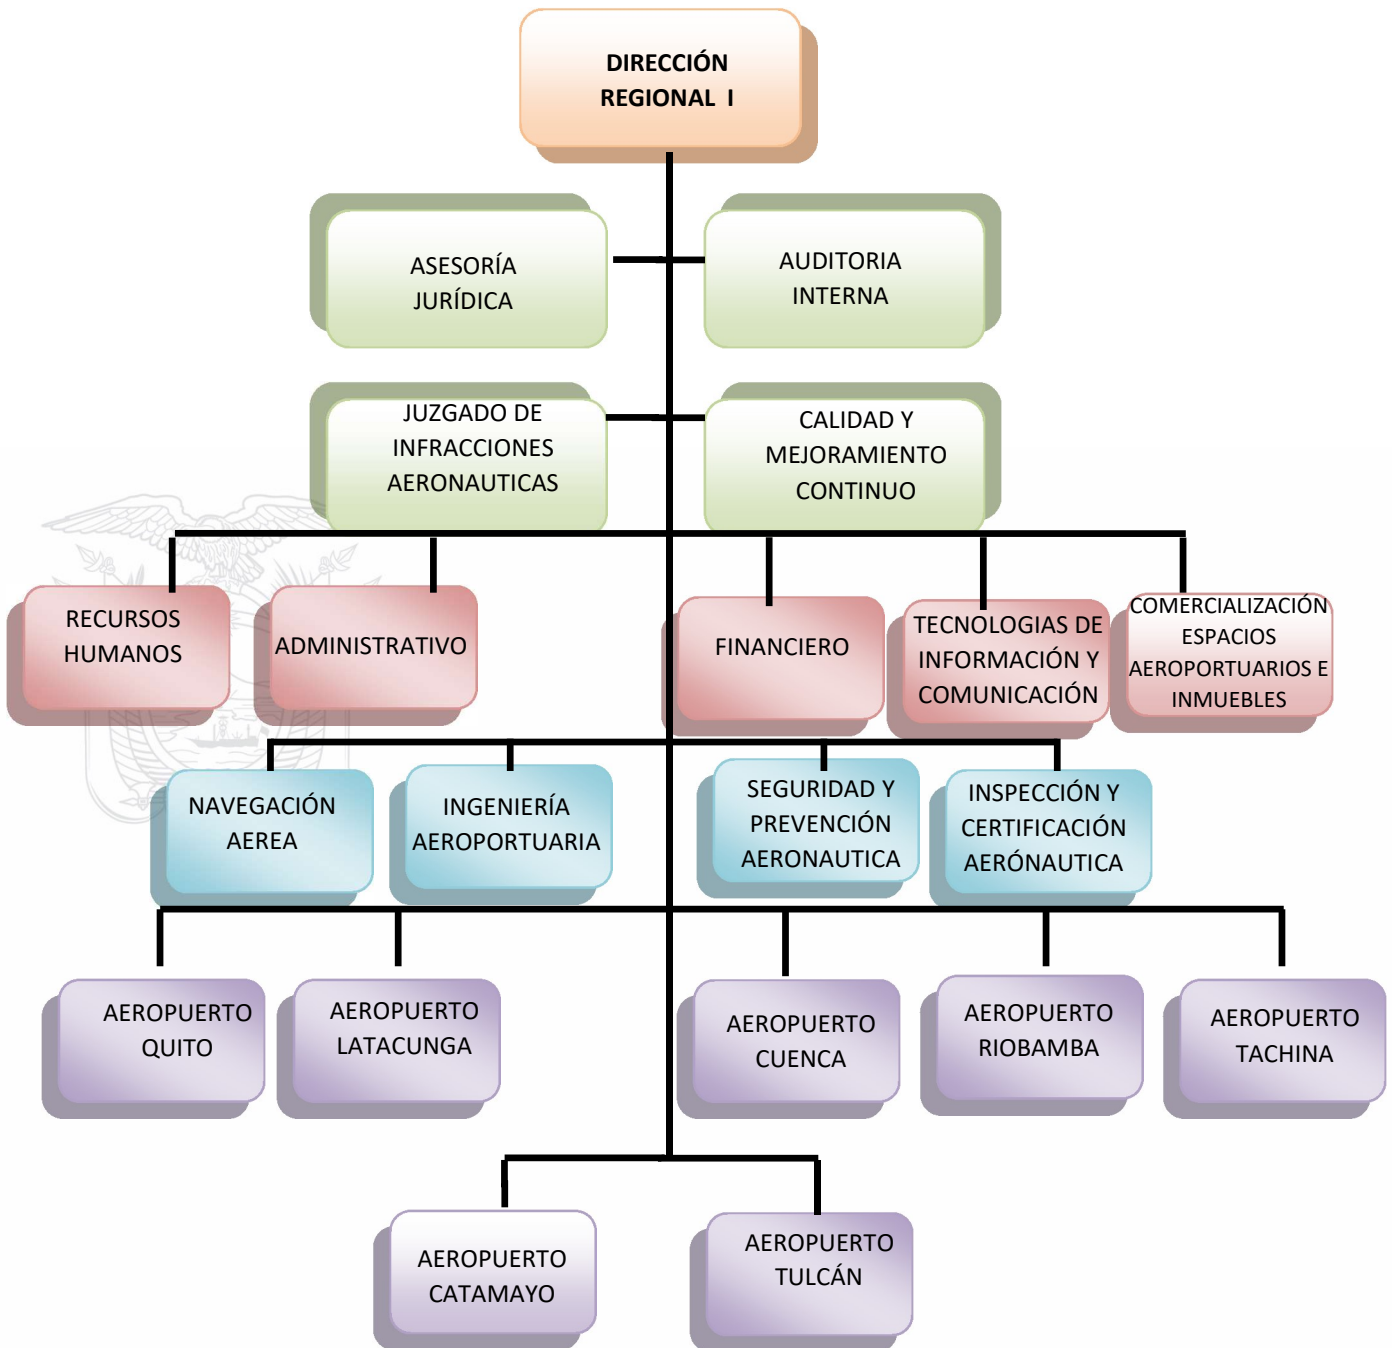 DIRECCIÓN
REGIONAL I
ASESORÍA
JURÍDICA
AUDITORIA
INTERNA
JUZGADO DE
INFRACCIONES
AERONAUTICAS
CALIDAD Y
MEJORAMIENTO
CONTINUO
RECURSOS
HUMANOS
ADMINISTRATIVO
FINANCIERO
TECNOLOGIAS DE
INFORMACIÓN Y
COMUNICACIÓN
COMERCIALIZACIÓN
ESPACIOS
AEROPORTUARIOS E
INMUEBLES
NAVEGACIÓN
AEREA
INGENIERÍA
AEROPORTUARIA
SEGURIDAD Y
PREVENCIÓN
AERONAUTICA
INSPECCIÓN Y
CERTIFICACIÓN
AERÓNAUTICA
AEROPUERTO
QUITO
AEROPUERTO
LATACUNGA
AEROPUERTO
CUENCA
AEROPUERTO
RIOBAMBA
AEROPUERTO
TACHINA
AEROPUERTO
CATAMAYO
AEROPUERTO
TULCÁN